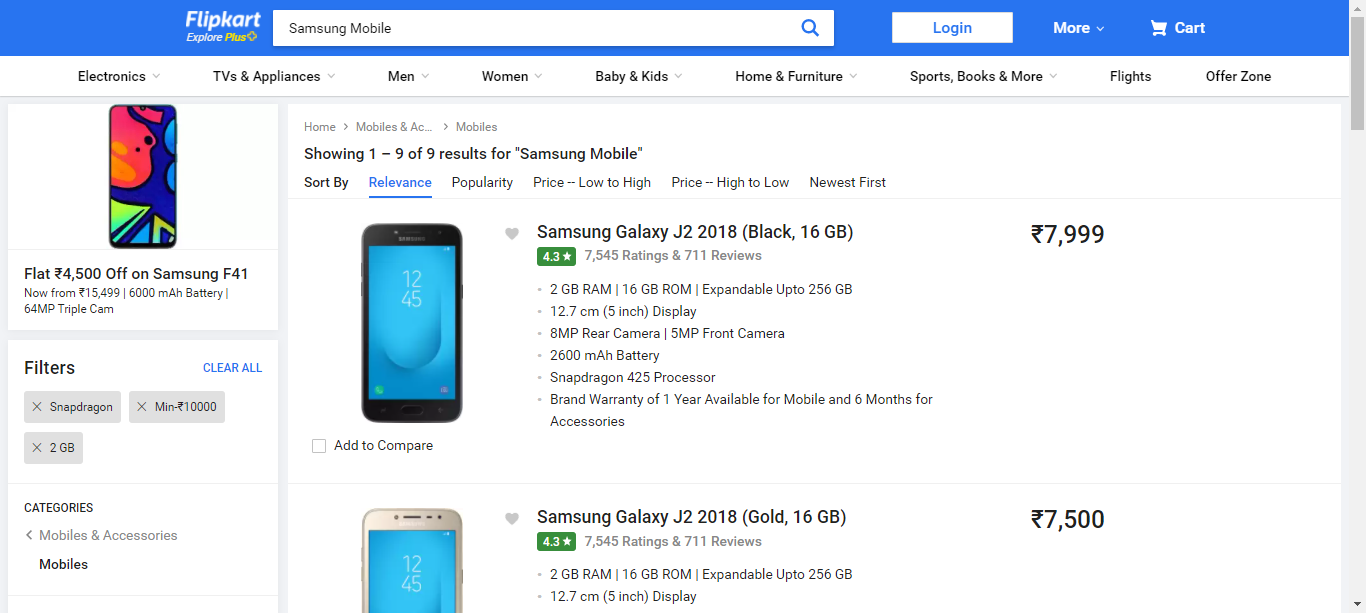 Flipkart
Explore Plus
Samsung Mobile
Login
More
Cart
Electronics
TVs & Appliances
Men
Women
Baby & Kids
Home & Furniture
Sports, Books & More
Flights
Offer Zone
Flat ₹4,500 Off on Samsung F41
Now from ₹15,499 | 6000 mAh Battery |
64MP Triple Cam
Filters
CLEAR ALL
Snapdragon
Min-₹10000
2 GB
CATEGORIES
Mobiles & Accessories
Mobiles
Home
Mobiles & Ac...
Mobiles
Showing 1 – 9 of 9 results for "Samsung Mobile"
Sort By
Relevance
Popularity
Price -- Low to High
Price -- High to Low
Newest First
SAMSUNG
12
45
Add to Compare
Samsung Galaxy J2 2018 (Black, 16 GB)
4.3 ★ 7,545 Ratings & 711 Reviews
2 GB RAM | 16 GB ROM | Expandable Upto 256 GB
12.7 cm (5 inch) Display
8MP Rear Camera | 5MP Front Camera
2600 mAh Battery
Snapdragon 425 Processor
Brand Warranty of 1 Year Available for Mobile and 6 Months for
Accessories
₹7,999
12
45
Samsung Galaxy J2 2018 (Gold, 16 GB)
4.3 ★ 7,545 Ratings & 711 Reviews
2 GB RAM | 16 GB ROM | Expandable Upto 256 GB
12.7 cm (5 inch) Display
₹7,500